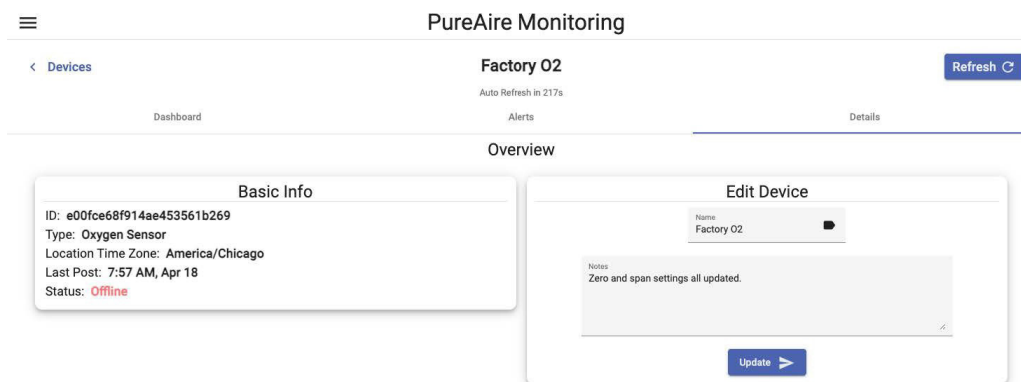 PureAire Monitoring
Devices
Factory O2
Refresh
Auto Refresh in 217s
Dashboard
Alerts
Details
Overview
Basic Info
ID: e00fce68f914ae453561b269
Type: Oxygen Sensor
Location Time Zone: America/Chicago
Last Post: 7:57 AM, Apr 18
Status: Offline
Edit Device
Name
Factory O2
Notes
Zero and span settings all updated.
Update